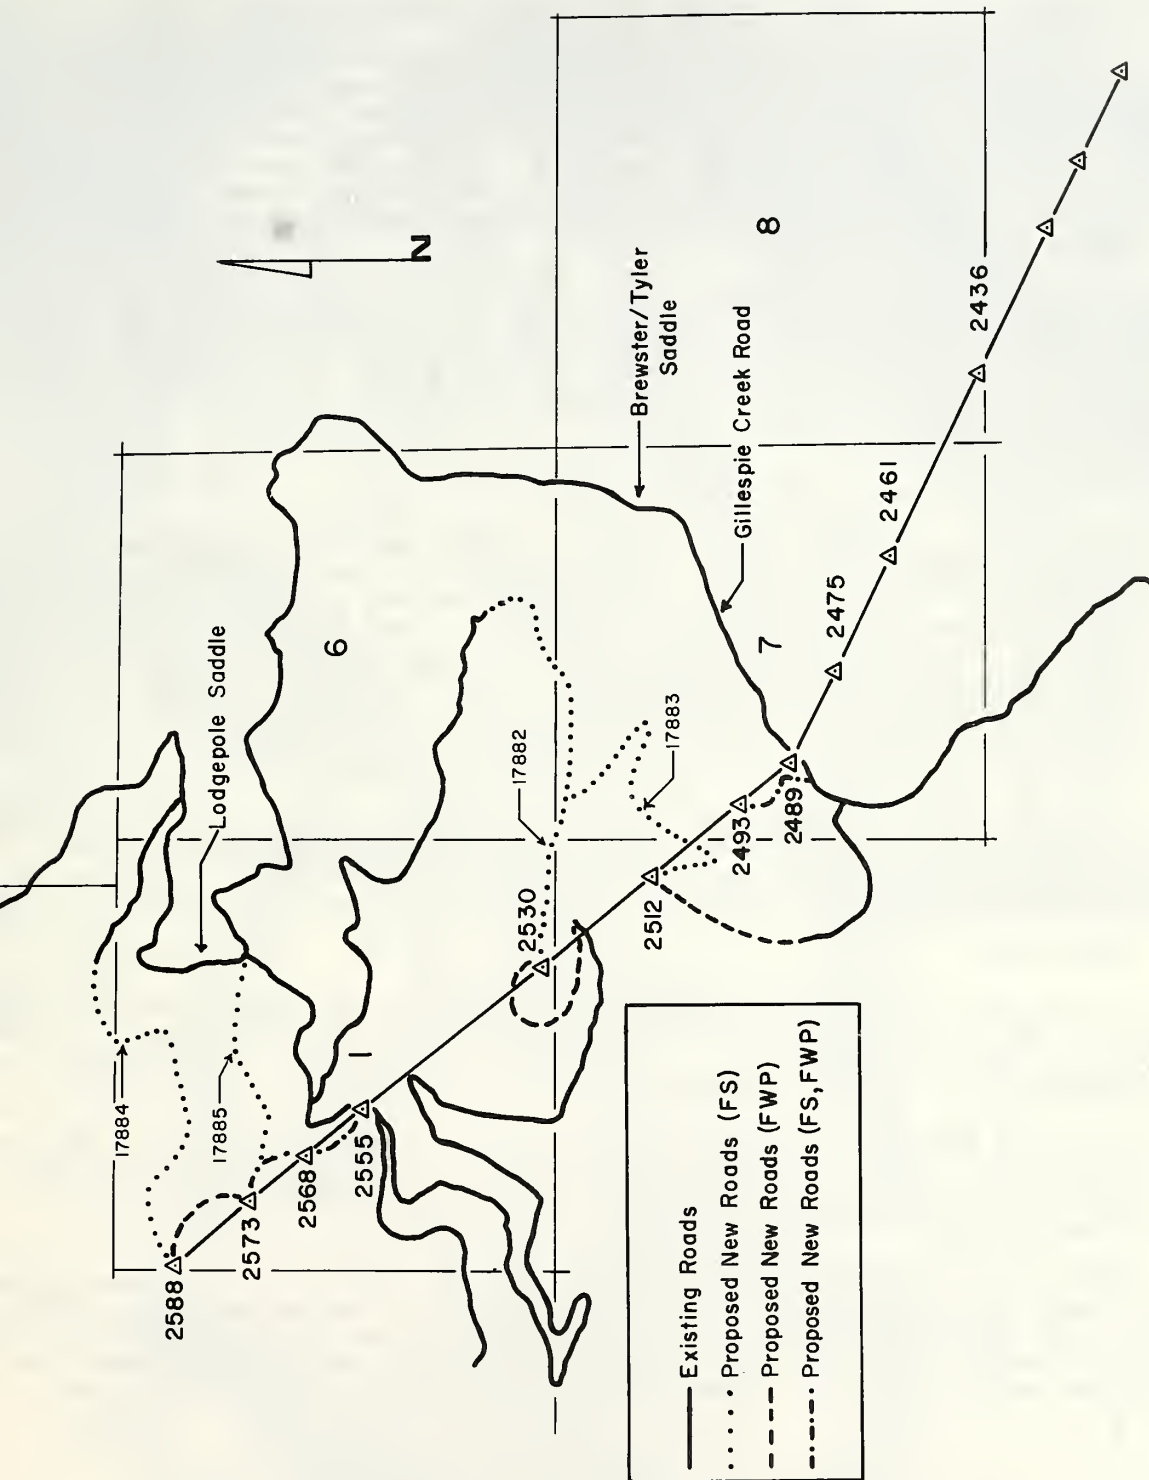 N
Brewster/Tyler
Saddle
Gillespie Creek Road
Lodgepole Saddle
6
8
7
1
17884
17885
17882
17883
2588
2573
2568
2555
2530
2512
2493
2489
2475
2461
2436
Existing Roads
Proposed New Roads (FS)
Proposed New Roads (FWP)
Proposed New Roads (FS, FWP)